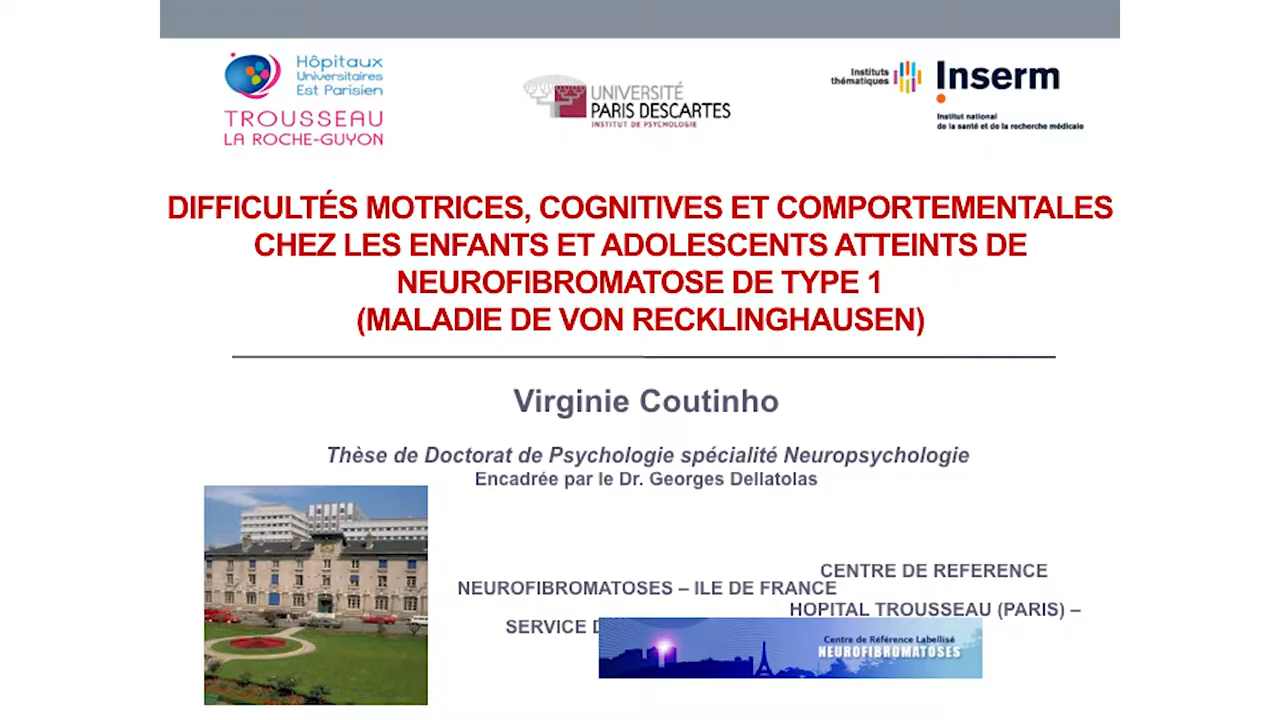 Hôpitaux
Universitaires
Est Parisien
TROUSSEAU
LA ROCHE-GUYON
UNIVERSITÉ
PARIS DESCARTES
INSTITUT DE PSYCHOLOGIE
Instituts
thématiques
Inserm
Institut national
de la santé et de la recherche médicale
DIFFICULTÉS MOTRICES, COGNITIVES ET COMPORTEMENTALES
CHEZ LES ENFANTS ET ADOLESCENTS ATTEINTS DE
NEUROFIBROMATOSE DE TYPE 1
(MALADIE DE VON RECKLINGHAUSEN)
Virginie Coutinho
Thèse de Doctorat de Psychologie spécialité Neuropsychologie
Encadrée par le Dr. Georges Dellatolas
CENTRE DE REFERENCE
NEUROFIBROMATOSES – ILE DE FRANCE
HOPITAL TROUSSEAU (PARIS) –
SERVICE
Centre de Référence Labellisé
NEUROFIBROMATOSES